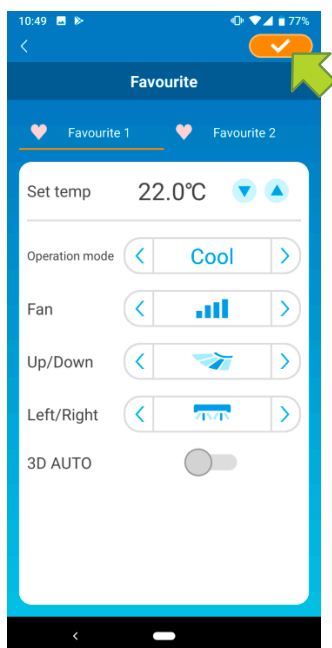 10:49 77%
Favourite
Favourite 1 Favourite 2
Set temp 22.0℃
Operation mode Cool
Fan
Up/Down
Left/Right
3D AUTO